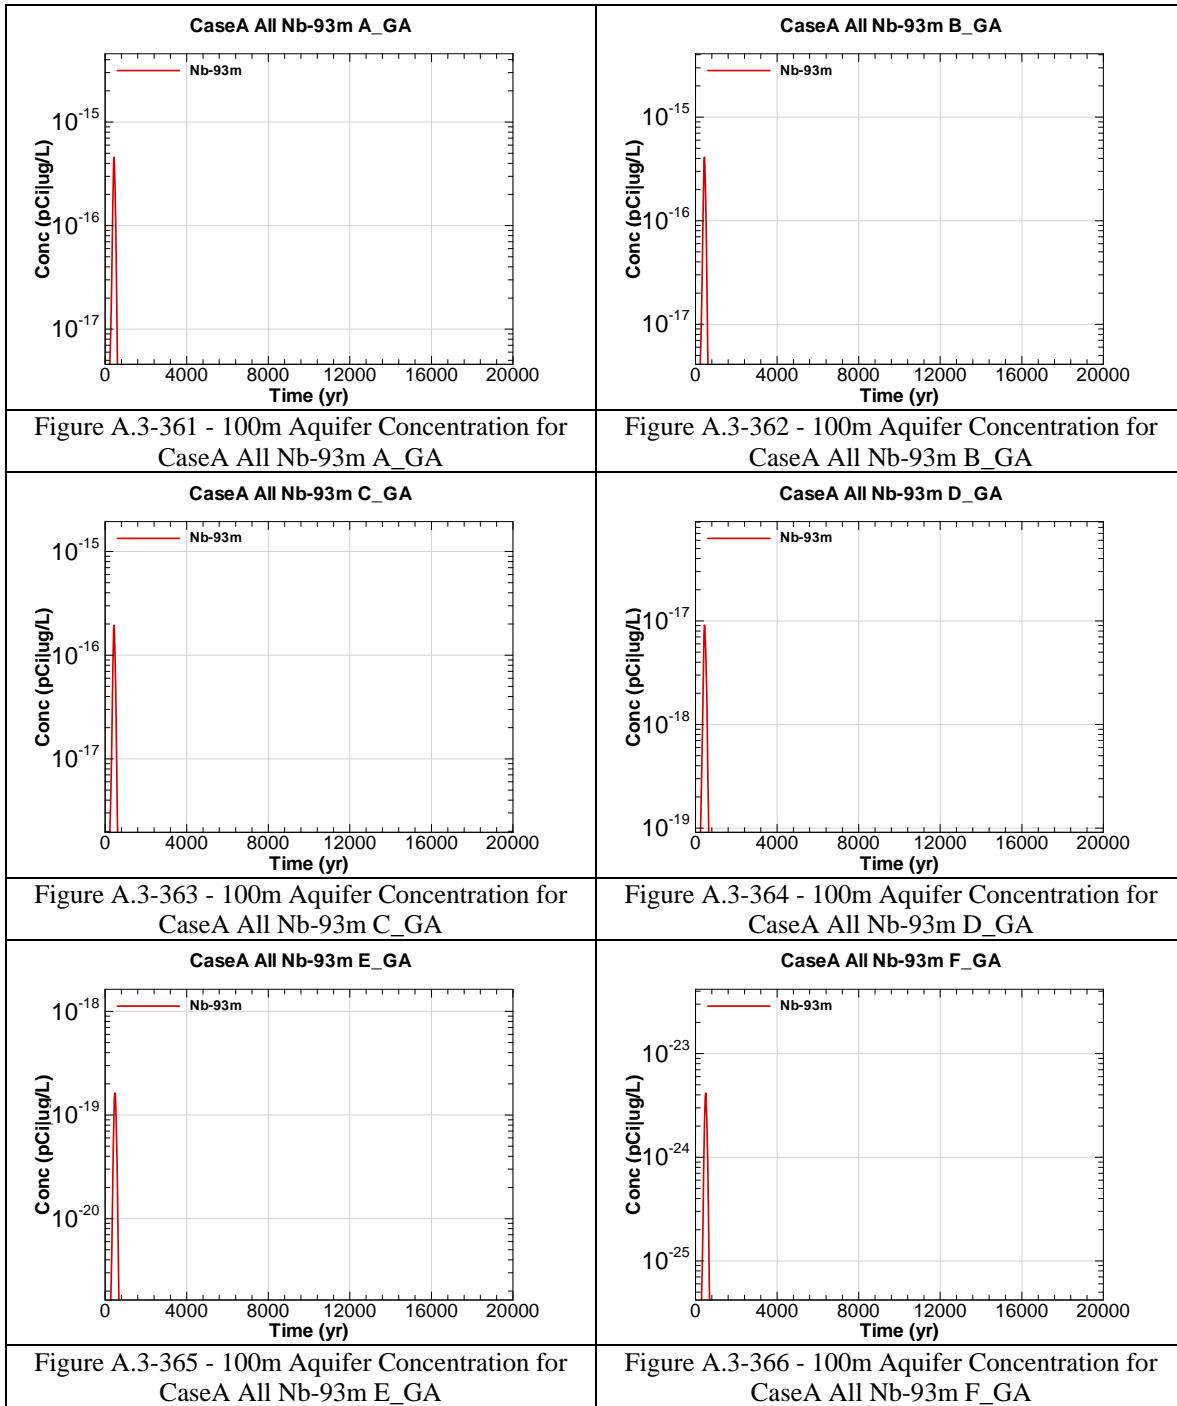 CaseA All Nb-93m A_GA
Nb-93m
Conc (pCi|ug/L)
10^-15
10^-16
10^-17
0 4000 8000 12000 16000 20000
Time (yr)
Figure A.3-361 - 100m Aquifer Concentration for
CaseA All Nb-93m A_GA
CaseA All Nb-93m B_GA
Nb-93m
Conc (pCi|ug/L)
10^-15
10^-16
10^-17
0 4000 8000 12000 16000 20000
Time (yr)
Figure A.3-362 - 100m Aquifer Concentration for
CaseA All Nb-93m B_GA
CaseA All Nb-93m C_GA
Nb-93m
Conc (pCi|ug/L)
10^-15
10^-16
10^-17
0 4000 8000 12000 16000 20000
Time (yr)
Figure A.3-363 - 100m Aquifer Concentration for
CaseA All Nb-93m C_GA
CaseA All Nb-93m D_GA
Nb-93m
Conc (pCi|ug/L)
10^-17
10^-18
10^-19
0 4000 8000 12000 16000 20000
Time (yr)
Figure A.3-364 - 100m Aquifer Concentration for
CaseA All Nb-93m D_GA
CaseA All Nb-93m E_GA
Nb-93m
Conc (pCi|ug/L)
10^-18
10^-19
10^-20
0 4000 8000 12000 16000 20000
Time (yr)
Figure A.3-365 - 100m Aquifer Concentration for
CaseA All Nb-93m E_GA
CaseA All Nb-93m F_GA
Nb-93m
Conc (pCi|ug/L)
10^-23
10^-24
10^-25
0 4000 8000 12000 16000 20000
Time (yr)
Figure A.3-366 - 100m Aquifer Concentration for
CaseA All Nb-93m F_GA